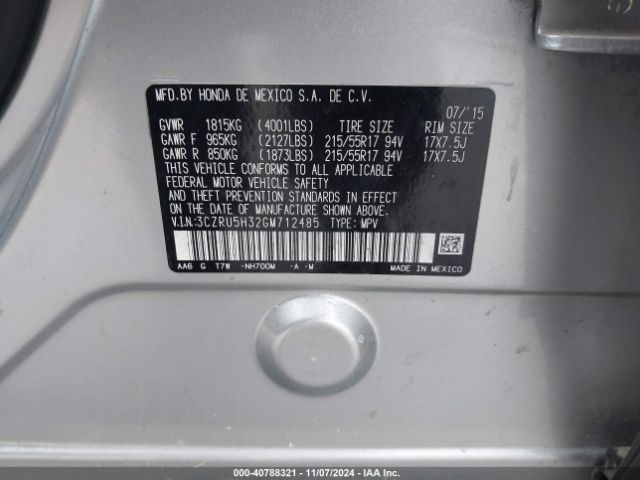 MFD.BY HONDA DE MEXICO S.A. DE C.V.
07/'15
GVWR 1815KG (4001LBS) TIRE SIZE RIM SIZE
GAWR F 965KG (2127LBS) 215/55R17 94V 17X7.5J
GAWR R 850KG (1873LBS) 215/55R17 94V 17X7.5J
THIS VEHICLE CONFORMS TO ALL APPLICABLE
FEDERAL MOTOR VEHICLE SAFETY
AND THEFT PREVENTION STANDARDS IN EFFECT
ON THE DATE OF MANUFACTURE SHOWN ABOVE.
V.I.N.:3CZRU5H32GM712485 TYPE: MPV
AA6 G T7W -NH700M -A -M MADE IN MEXICO
000-40788321 | 11/07/2024 | IAA, Inc.